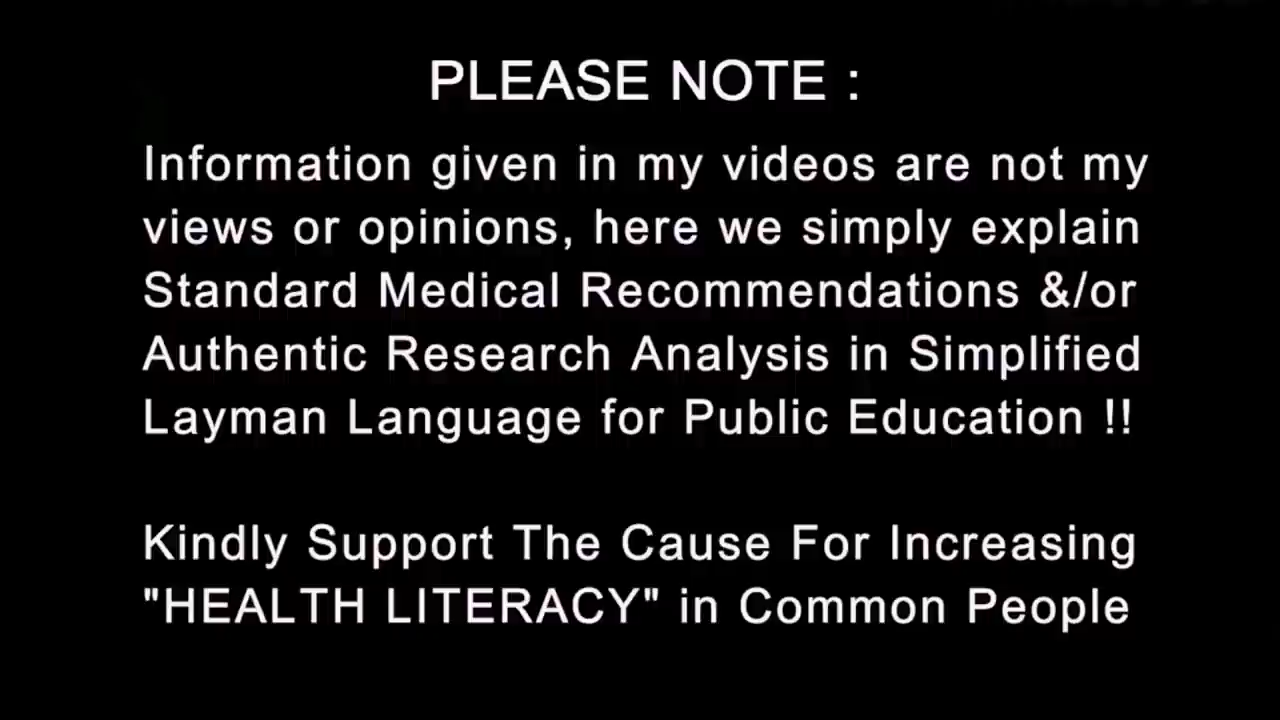 PLEASE NOTE :
Information given in my videos are not my
views or opinions, here we simply explain
Standard Medical Recommendations &/or
Authentic Research Analysis in Simplified
Layman Language for Public Education !!
Kindly Support The Cause For Increasing
"HEALTH LITERACY" in Common People